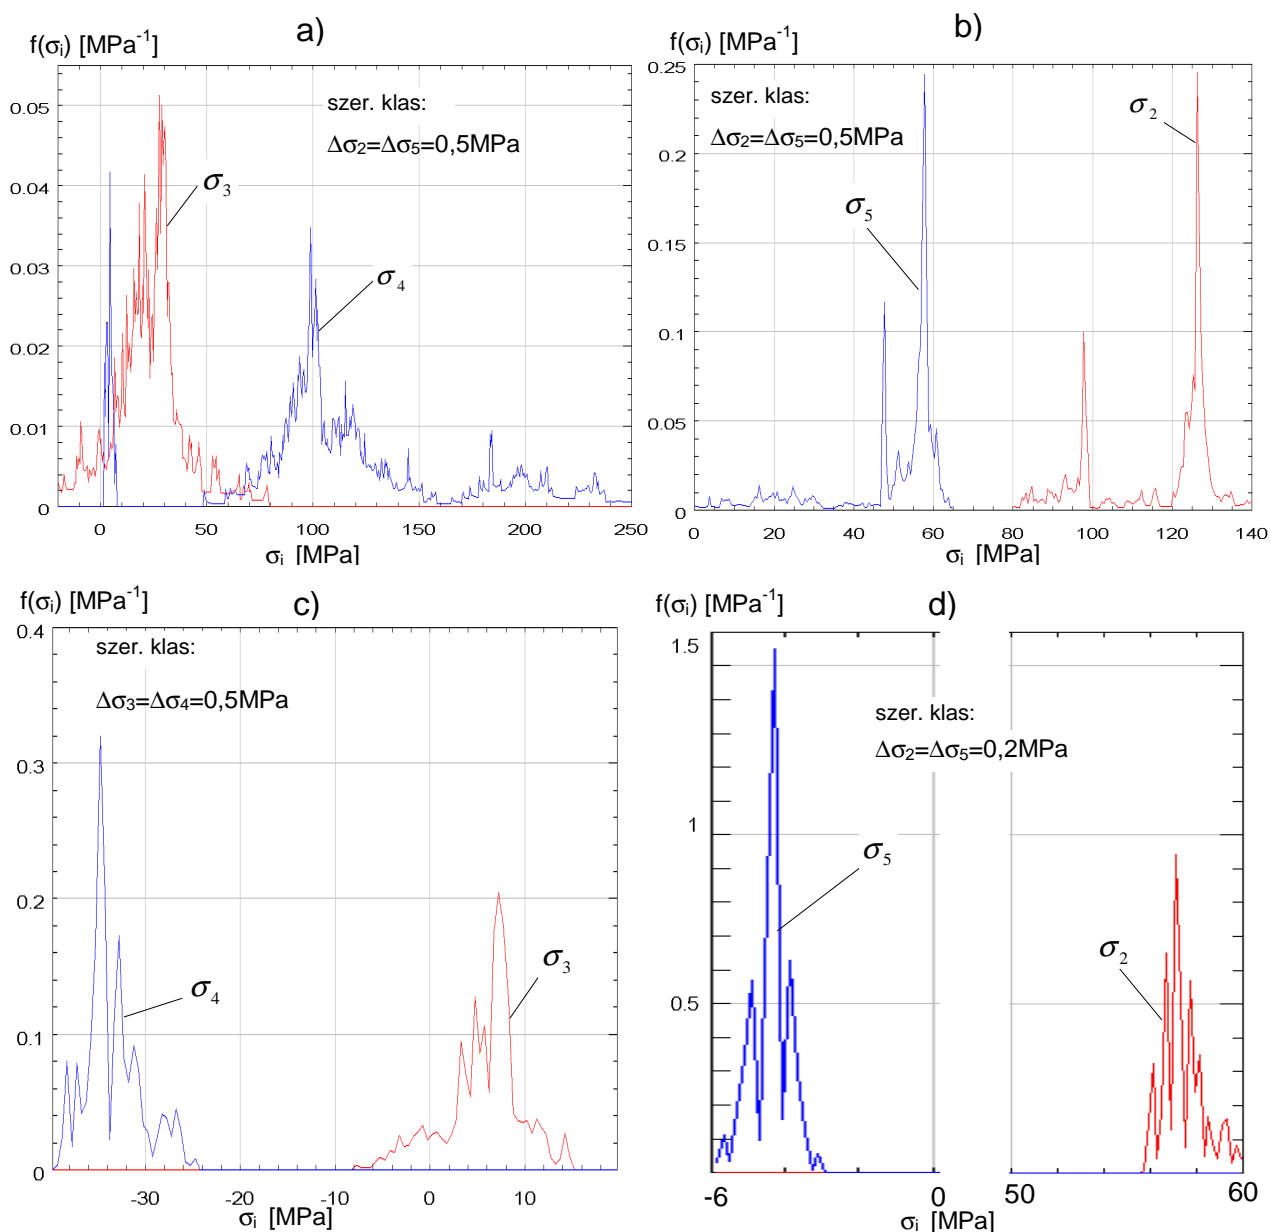 a)
f(σi) [MPa-1]
szer. klas:
Δσ2=Δσ5=0,5MPa
σ3
σ4
0.05
0.04
0.03
0.02
0.01
0
0 50 100 150 200 250
σi [MPa]
b)
f(σi) [MPa-1]
szer. klas:
Δσ2=Δσ5=0,5MPa
σ2
σ5
0.25
0.2
0.15
0.1
0.05
0
0 20 40 60 80 100 120 140
σi [MPa]
c)
f(σi) [MPa-1]
szer. klas:
Δσ3=Δσ4=0,5MPa
σ4
σ3
0.4
0.3
0.2
0.1
0
-30 -20 -10 0 10
σi [MPa]
d)
f(σi) [MPa-1]
szer. klas:
Δσ2=Δσ5=0,2MPa
σ5
σ2
1.5
1
0.5
-6 0 50 60
σi [MPa]